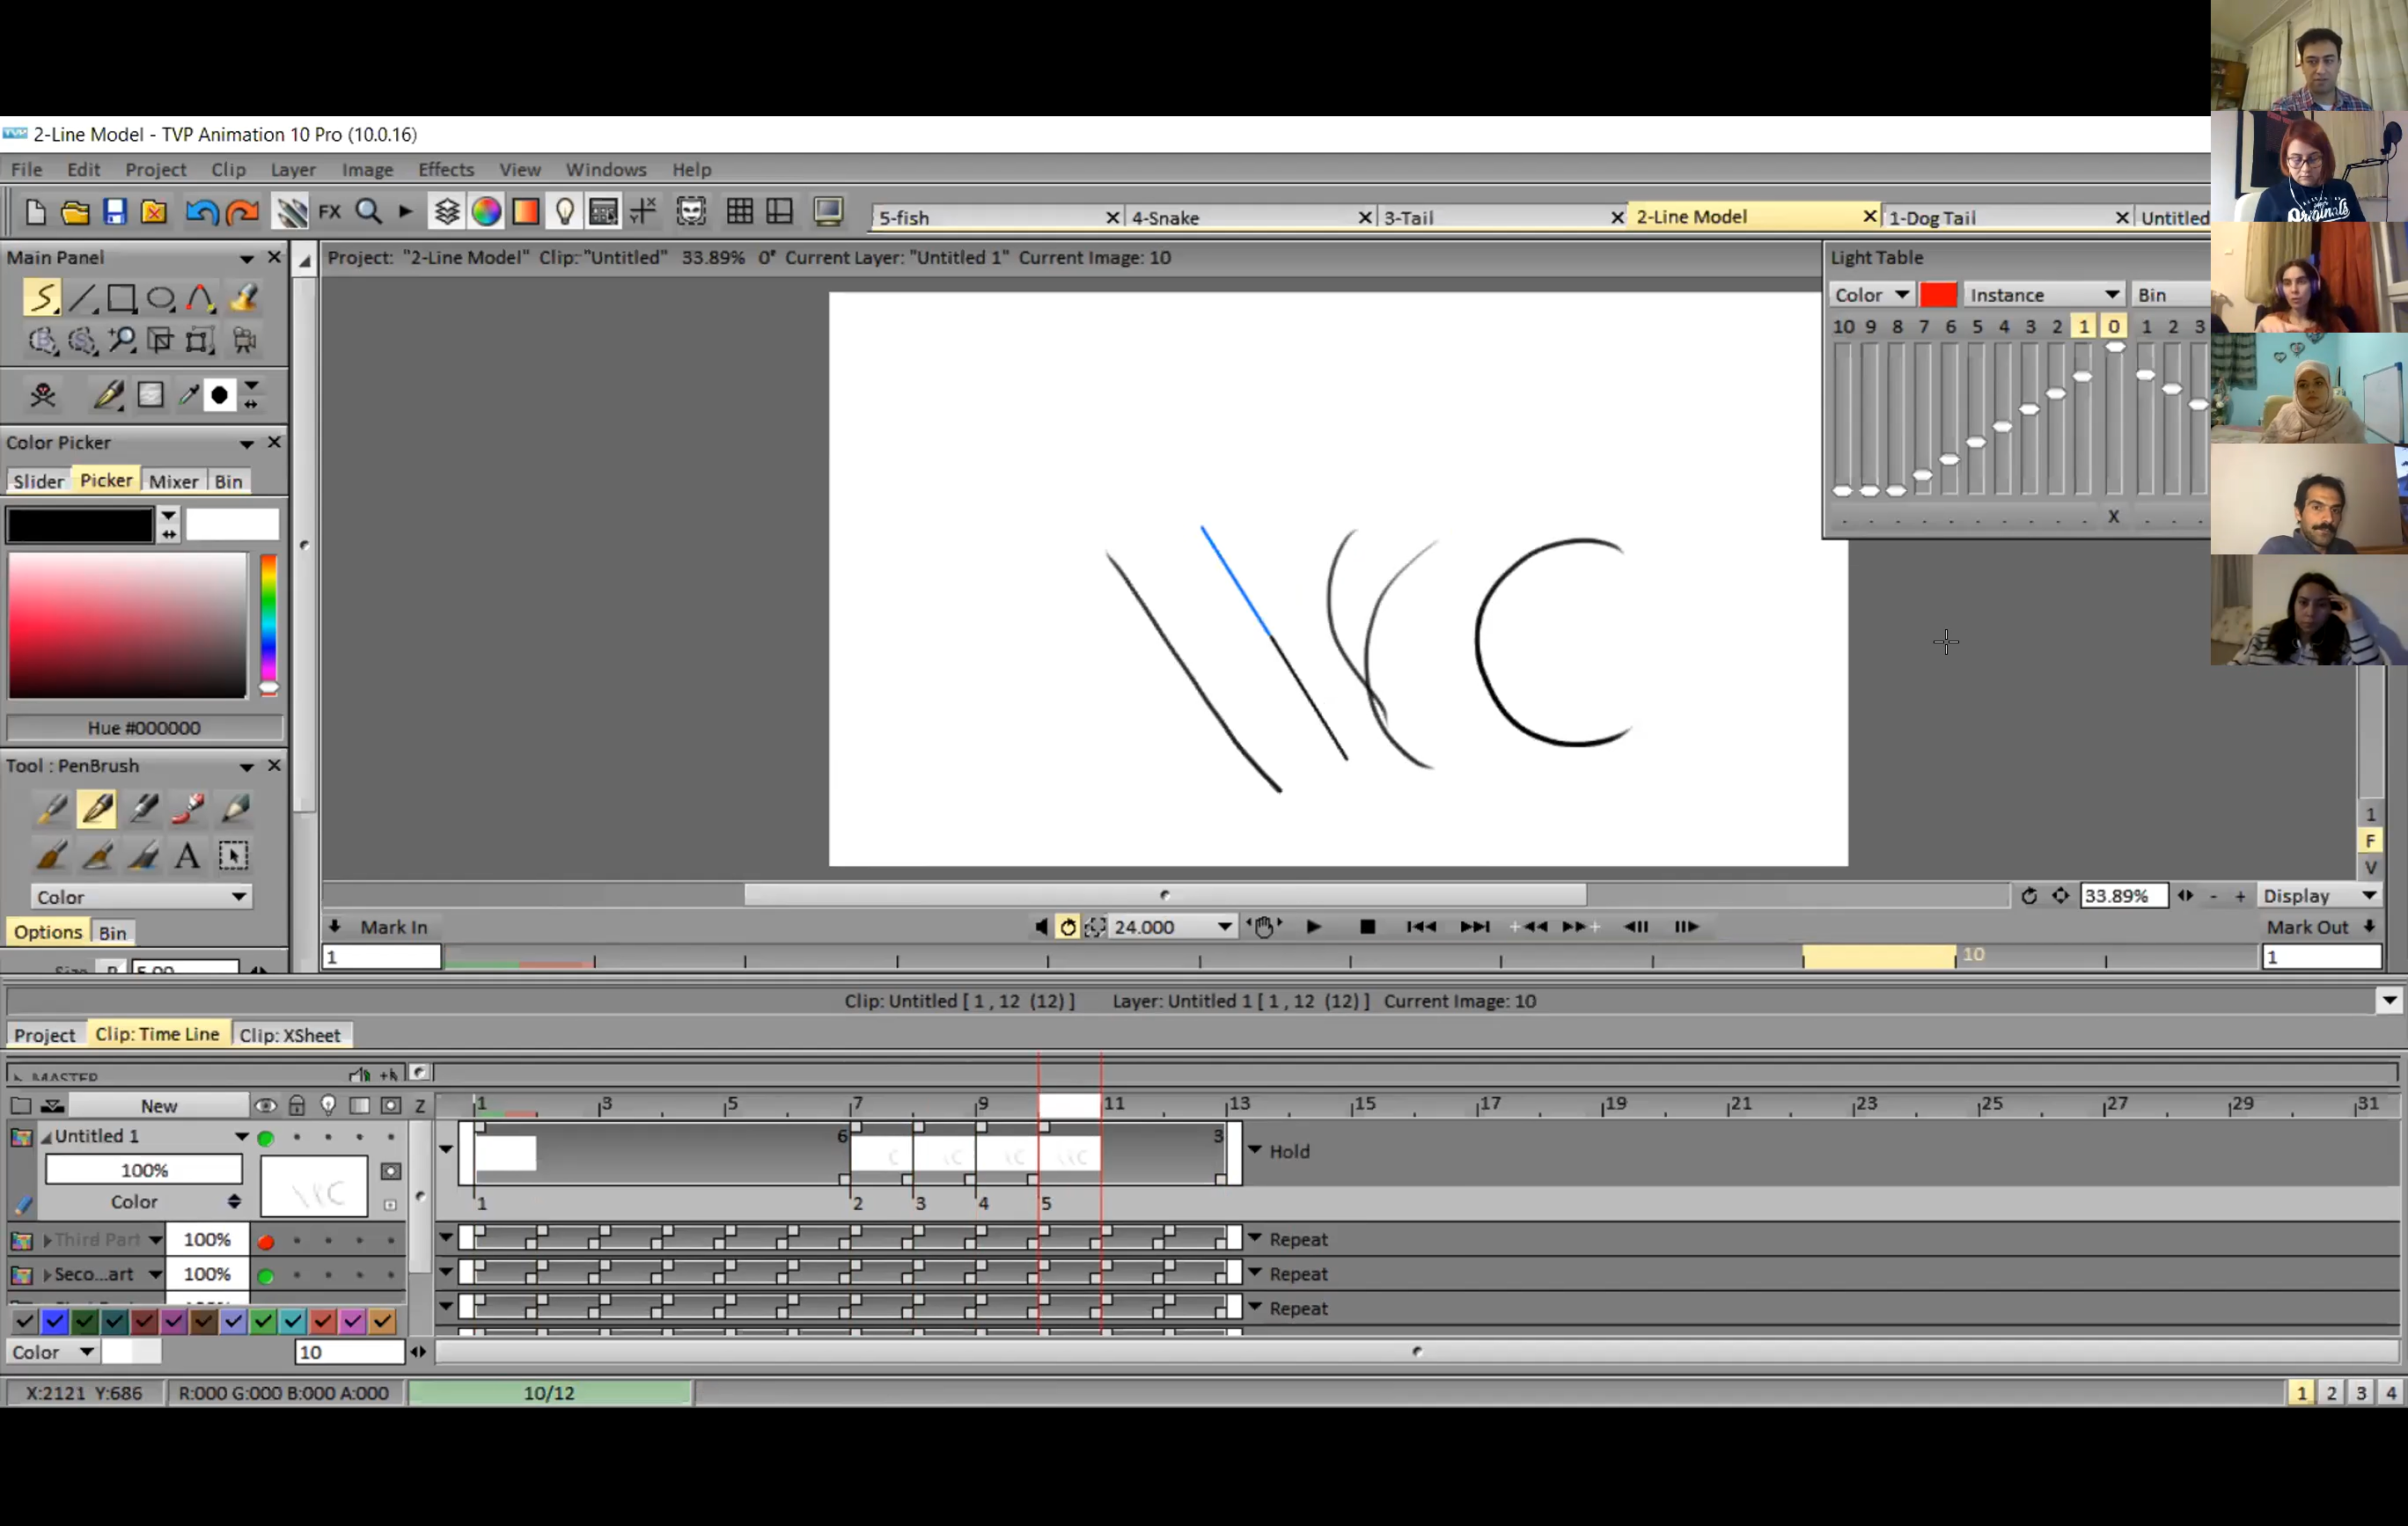 2-Line Model - TVP Animation 10 Pro (10.0.16)
File Edit Project Clip Layer Image Effects View Windows Help
FX 5-fish 4-Snake 3-Tail 2-Line Model 1-Dog Tail Untitled
Main Panel
Project: "2-Line Model" Clip:"Untitled" 33.89% 0° Current Layer: "Untitled 1" Current Image: 10
Light Table
Color Instance Bin
10 9 8 7 6 5 4 3 2 1 0 1 2 3
X
Color Picker
Slider Picker Mixer Bin
Hue #000000
Tool : PenBrush
A
Color
Options Bin
Size P 5.00
1
F
V
33.89% - + Display
Mark In 24.000 Mark Out
1 10 1
Clip: Untitled [ 1 , 12 (12) ] Layer: Untitled 1 [ 1 , 12 (12) ] Current Image: 10
Project Clip: Time Line Clip: XSheet
MASTER
New Z 1 3 5 7 9 11 13 15 17 19 21 23 25 27 29 31
Untitled 1 6 3 Hold
100%
Color 1 2 3 4 5
Third Part 100% Repeat
Seco...art 100% Repeat
Repeat
Color 10
X:2121 Y:686 R:000 G:000 B:000 A:000 10/12 1 2 3 4
Originals